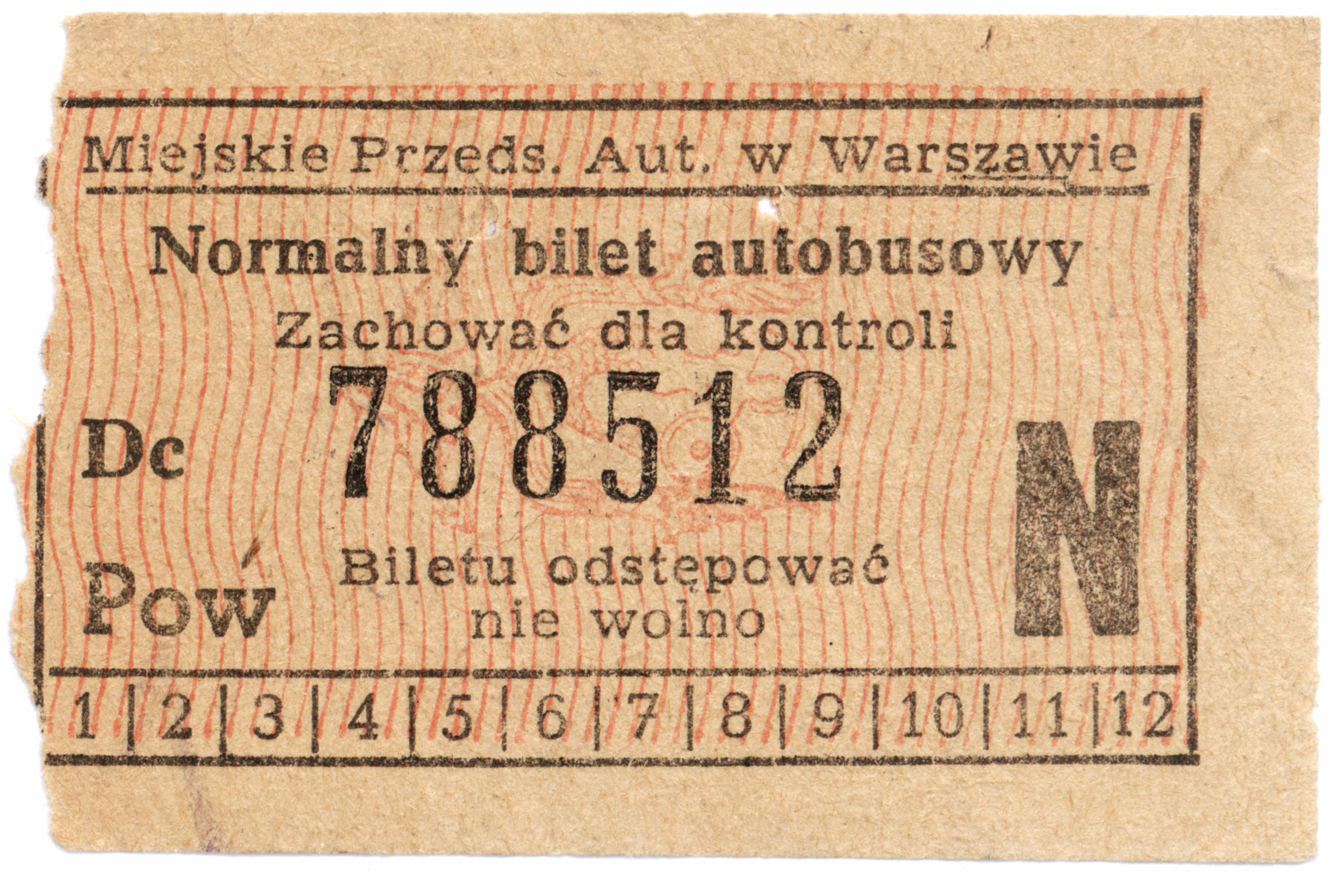 Miejskie Przeds. Aut. w Warszawie
Normalny bilet autobusowy
Zachować dla kontroli
Dc 788512
N
Pow Biletu odstępować
nie wolno
1 | 2 | 3 | 4 | 5 | 6 | 7 | 8 | 9 | 10 | 11 | 12